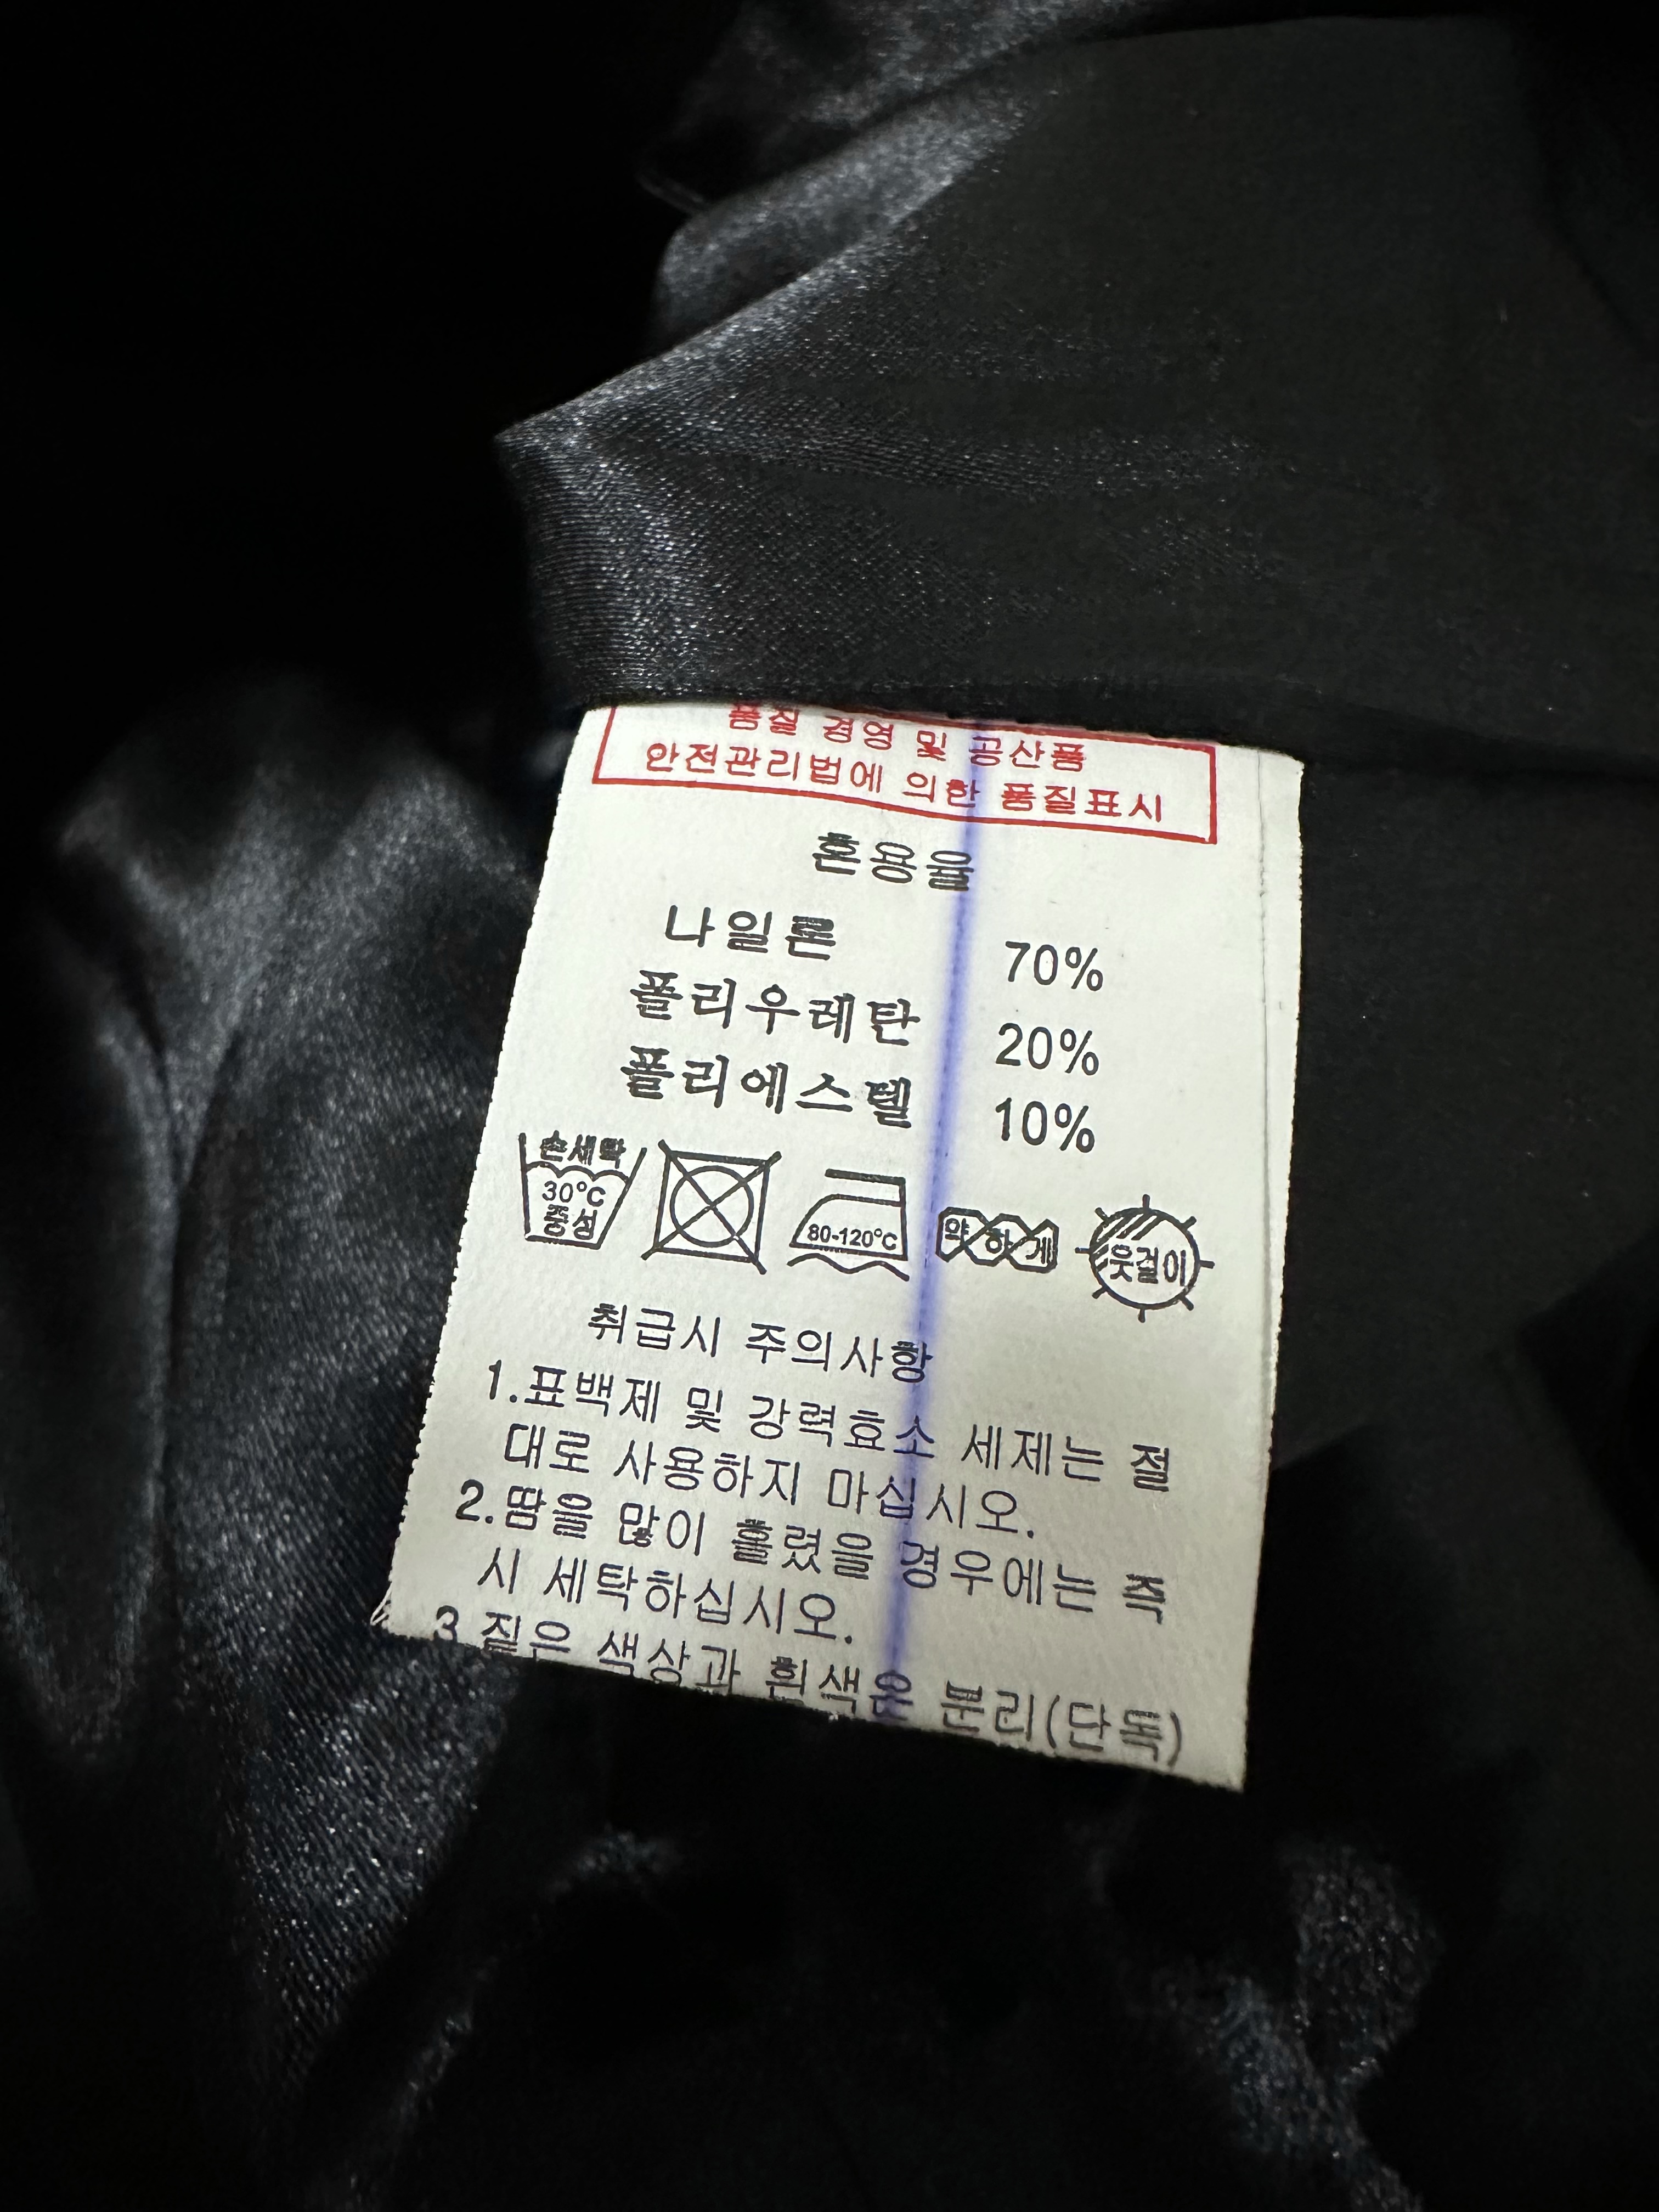 품질 경영 및 공산품
안전관리법에 의한 품질표시
혼용율
나일론 70%
폴리우레탄 20%
폴리에스텔 10%
손세탁
30°C
중성
80-120°C
약하게
옷걸이
취급시 주의사항
1.표백제 및 강력효소 세제는 절
대로 사용하지 마십시오.
2.땀을 많이 흘렸을 경우에는 즉
시 세탁하십시오.
3.짙은 색상과 흰색은 분리(단독)